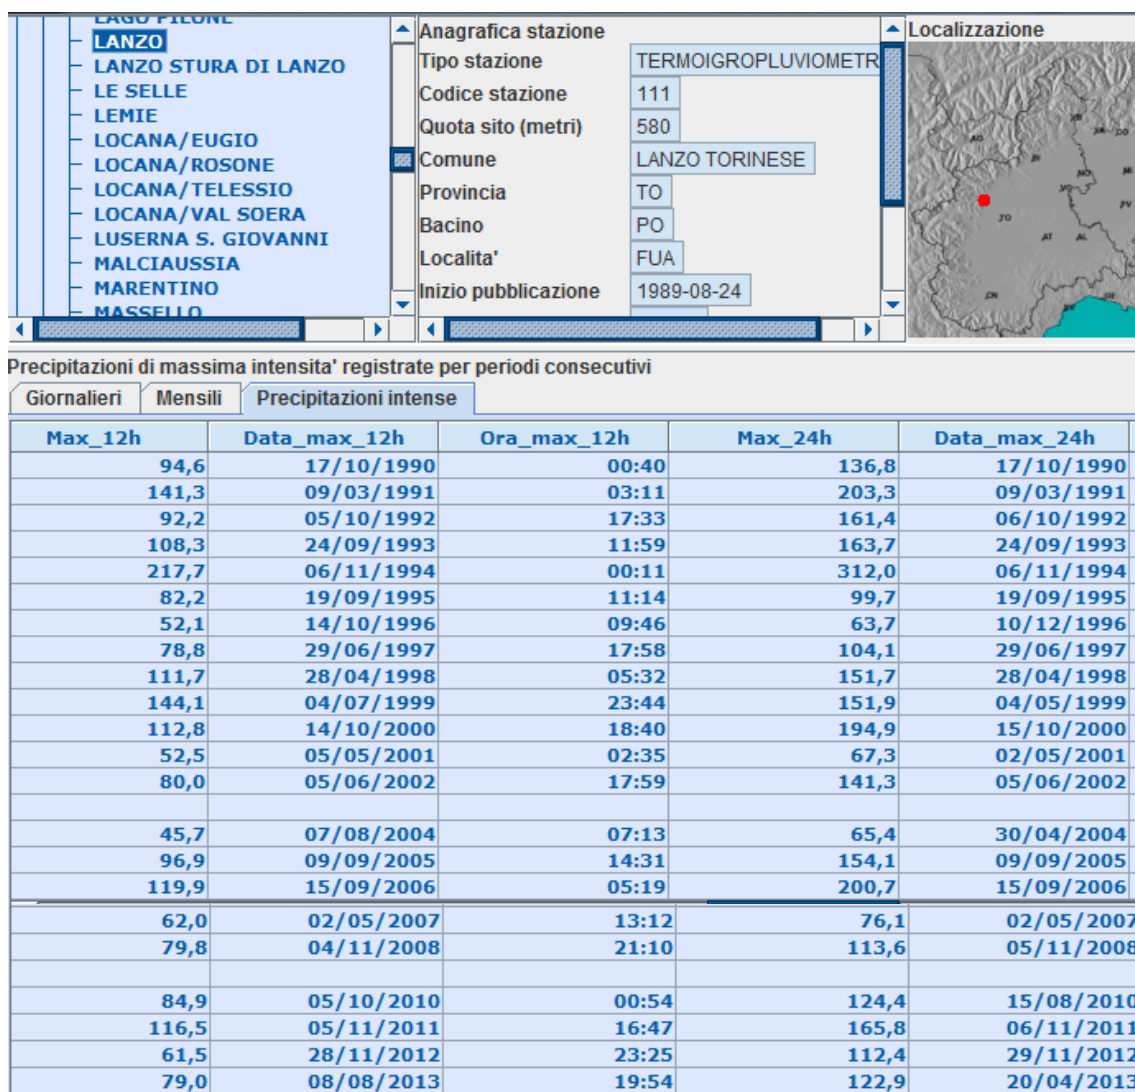 LAGO PILONE
LANZO
LANZO STURA DI LANZO
LE SELLE
LEMIE
LOCANA/EUGIO
LOCANA/ROSONE
LOCANA/TELESSIO
LOCANA/VAL SOERA
LUSERNA S. GIOVANNI
MALCIAUSSIA
MARENTINO
MASSELLO
Anagrafica stazione
Tipo stazione TERMOIGROPLUVIOMETR
Codice stazione 111
Quota sito (metri) 580
Comune LANZO TORINESE
Provincia TO
Bacino PO
Localita' FUA
Inizio pubblicazione 1989-08-24
Localizzazione
AO
BI
NO
VC
MI
TO
PV
AT
AL
CN
Precipitazioni di massima intensita' registrate per periodi consecutivi
Giornalieri Mensili Precipitazioni intense
Max_12h Data_max_12h Ora_max_12h Max_24h Data_max_24h
94,6 17/10/1990 00:40 136,8 17/10/1990
141,3 09/03/1991 03:11 203,3 09/03/1991
92,2 05/10/1992 17:33 161,4 06/10/1992
108,3 24/09/1993 11:59 163,7 24/09/1993
217,7 06/11/1994 00:11 312,0 06/11/1994
82,2 19/09/1995 11:14 99,7 19/09/1995
52,1 14/10/1996 09:46 63,7 10/12/1996
78,8 29/06/1997 17:58 104,1 29/06/1997
111,7 28/04/1998 05:32 151,7 28/04/1998
144,1 04/07/1999 23:44 151,9 04/05/1999
112,8 14/10/2000 18:40 194,9 15/10/2000
52,5 05/05/2001 02:35 67,3 02/05/2001
80,0 05/06/2002 17:59 141,3 05/06/2002
45,7 07/08/2004 07:13 65,4 30/04/2004
96,9 09/09/2005 14:31 154,1 09/09/2005
119,9 15/09/2006 05:19 200,7 15/09/2006
62,0 02/05/2007 13:12 76,1 02/05/2007
79,8 04/11/2008 21:10 113,6 05/11/2008
84,9 05/10/2010 00:54 124,4 15/08/2010
116,5 05/11/2011 16:47 165,8 06/11/2011
61,5 28/11/2012 23:25 112,4 29/11/2012
79,0 08/08/2013 19:54 122,9 20/04/2013